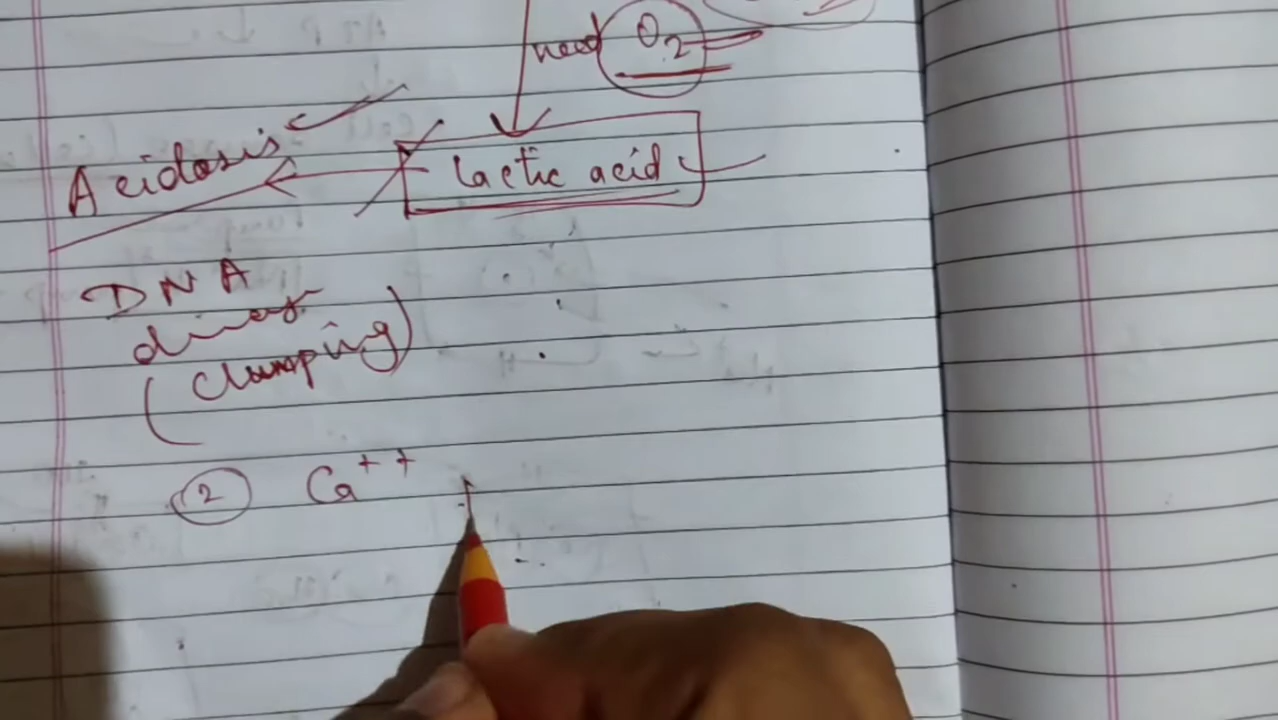 need O2
Acidosis
Lactic acid
DNA
(Clumping)
② Ca++